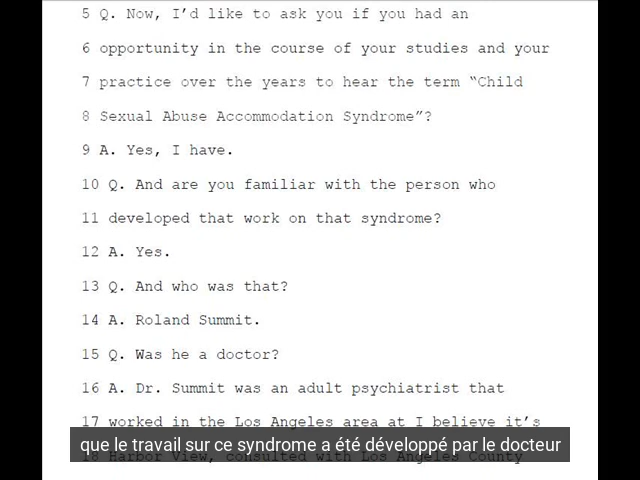 5 Q. Now, I'd like to ask you if you had an
6 opportunity in the course of your studies and your
7 practice over the years to hear the term “Child
8 Sexual Abuse Accommodation Syndrome”?
9 A. Yes, I have.
10 Q. And are you familiar with the person who
11 developed that work on that syndrome?
12 A. Yes.
13 Q. And who was that?
14 A. Roland Summit.
15 Q. Was he a doctor?
16 A. Dr. Summit was an adult psychiatrist that
17 worked in the Los Angeles area at I believe it's
que le travail sur ce syndrome a été développé par le docteur
18 Harbor View, consulted with Los Angeles County